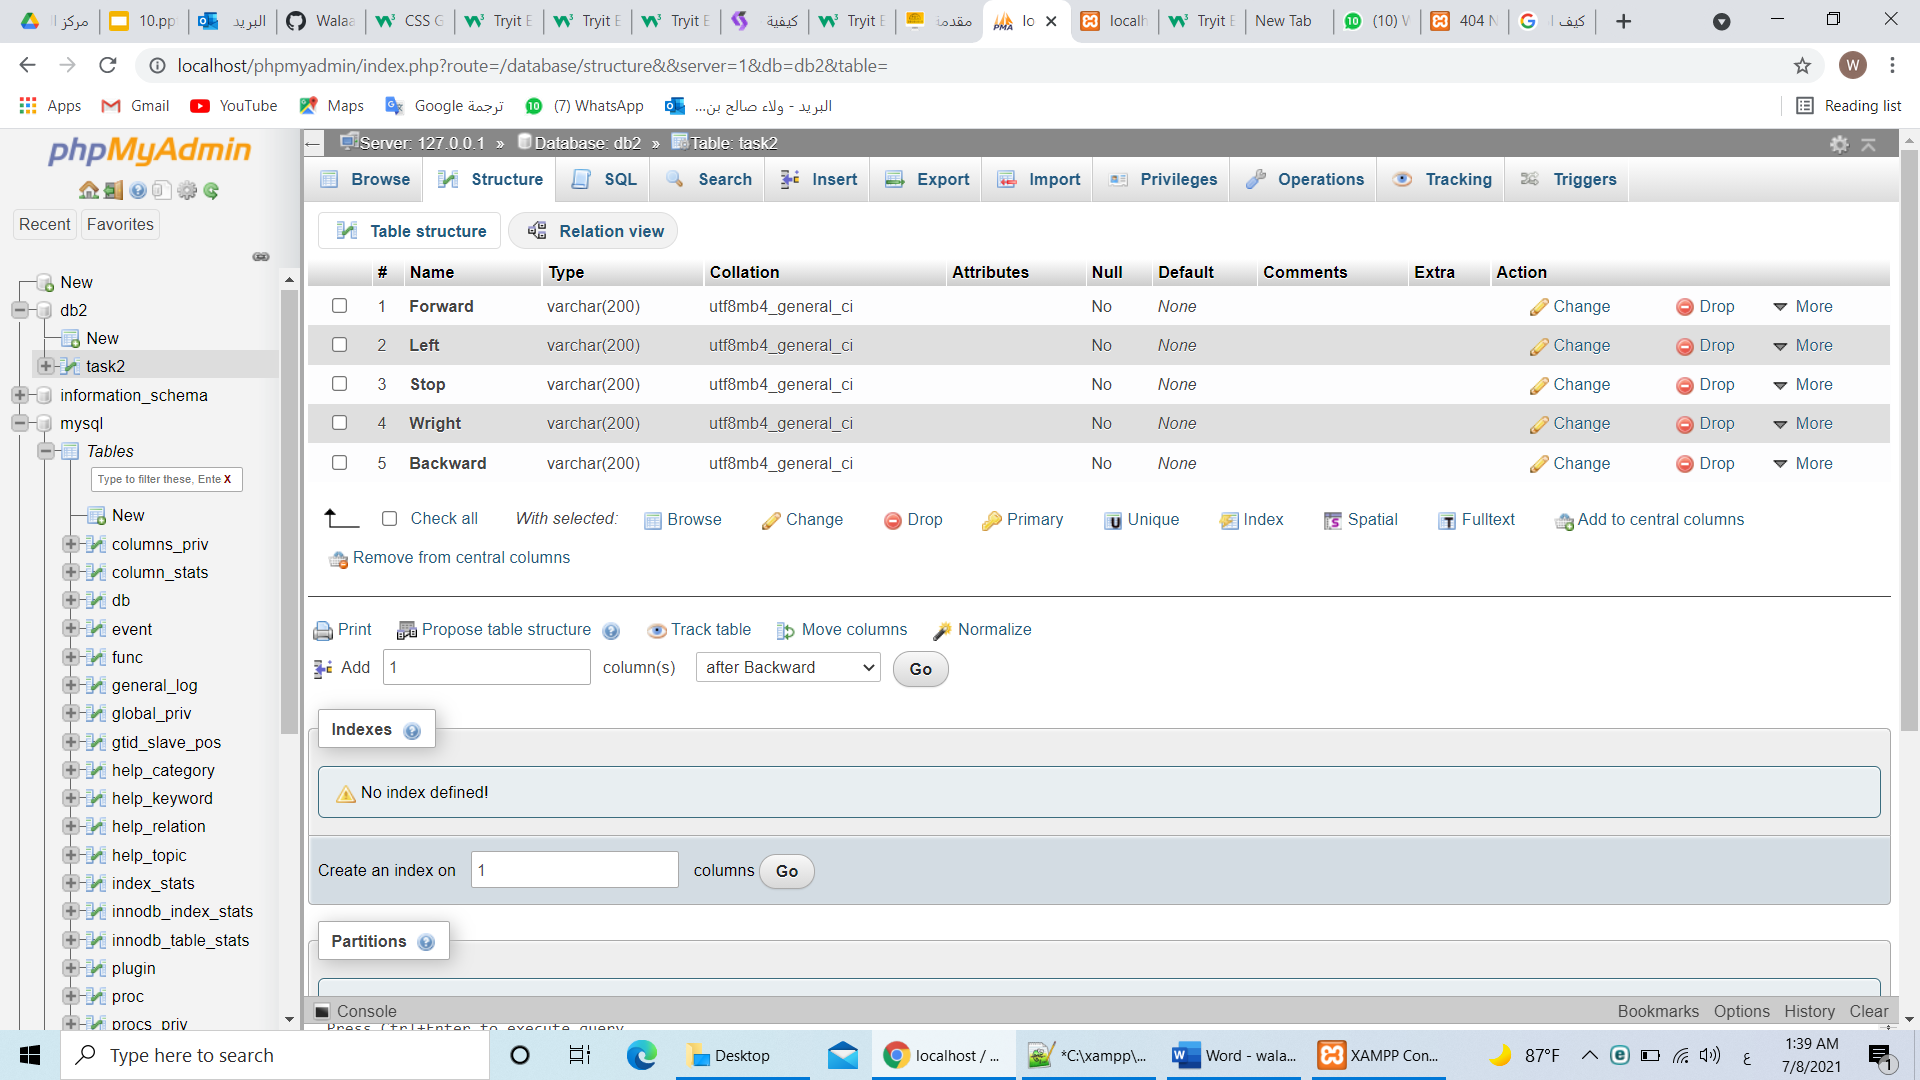 مركز ا
10.pp
البريد
Walaa
CSS G
Tryit E
Tryit E
Tryit E
كيفية
Tryit E
مقدمة
lo
localh
Tryit E
New Tab
(10) W
404 N
كيف ا
localhost/phpmyadmin/index.php?route=/database/structure&&server=1&db=db2&table=
W
Apps
Gmail
YouTube
Maps
ترجمة Google
(7) WhatsApp
البريد - ولاء صالح بن...
Reading list
phpMyAdmin
Recent
Favorites
New
db2
New
task2
information_schema
mysql
Tables
Type to filter these, Ente X
New
columns_priv
column_stats
db
event
func
general_log
global_priv
gtid_slave_pos
help_category
help_keyword
help_relation
help_topic
index_stats
innodb_index_stats
innodb_table_stats
plugin
proc
procs_priv
Server: 127.0.0.1 » Database: db2 » Table: task2
Browse Structure SQL Search Insert Export Import Privileges Operations Tracking Triggers
Table structure Relation view
# Name Type Collation Attributes Null Default Comments Extra Action
1 Forward varchar(200) utf8mb4_general_ci No None Change Drop More
2 Left varchar(200) utf8mb4_general_ci No None Change Drop More
3 Stop varchar(200) utf8mb4_general_ci No None Change Drop More
4 Wright varchar(200) utf8mb4_general_ci No None Change Drop More
5 Backward varchar(200) utf8mb4_general_ci No None Change Drop More
Check all With selected: Browse Change Drop Primary Unique Index Spatial Fulltext Add to central columns
Remove from central columns
Print Propose table structure Track table Move columns Normalize
Add 1 column(s) after Backward Go
Indexes
No index defined!
Create an index on 1 columns Go
Partitions
Console
Bookmarks Options History Clear
Press Ctrl+Enter to execute query
Type here to search
Desktop
localhost / ...
*C:\xampp\...
Word - wala...
XAMPP Con...
87°F
ع
1:39 AM
7/8/2021
1